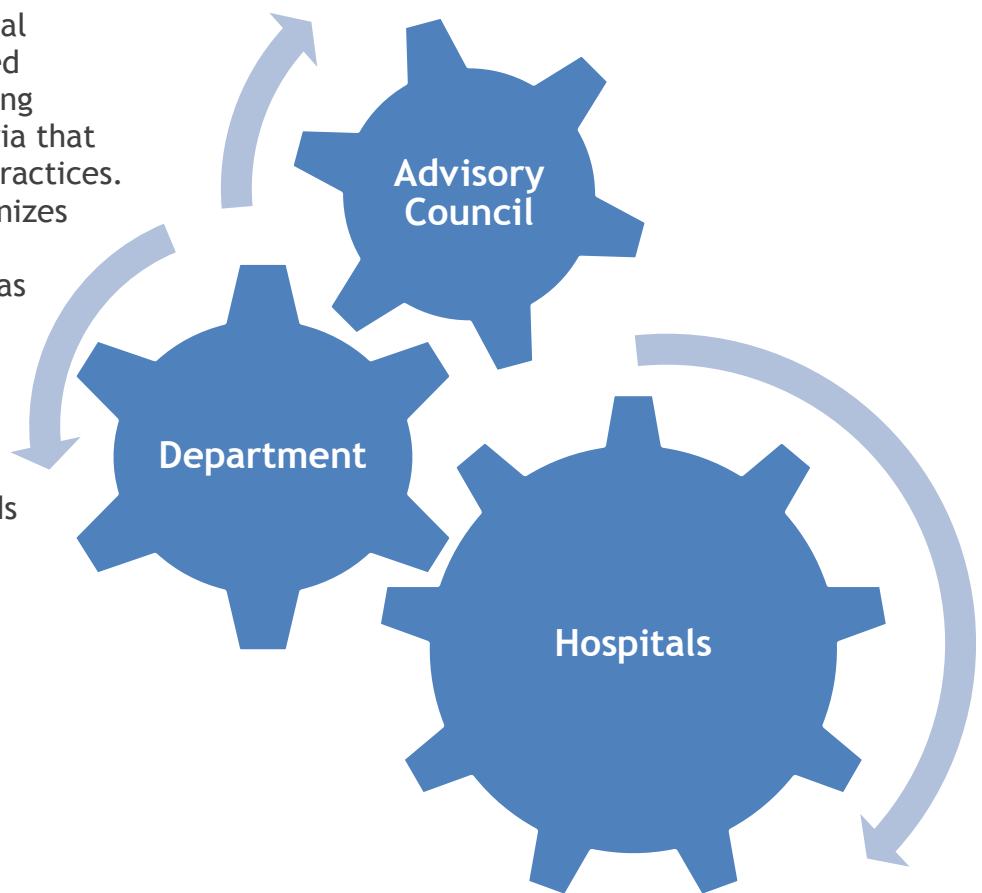 al
ed
ng
ia that
ractices.
nizes
as
ls
Advisory
Council
Department
Hospitals